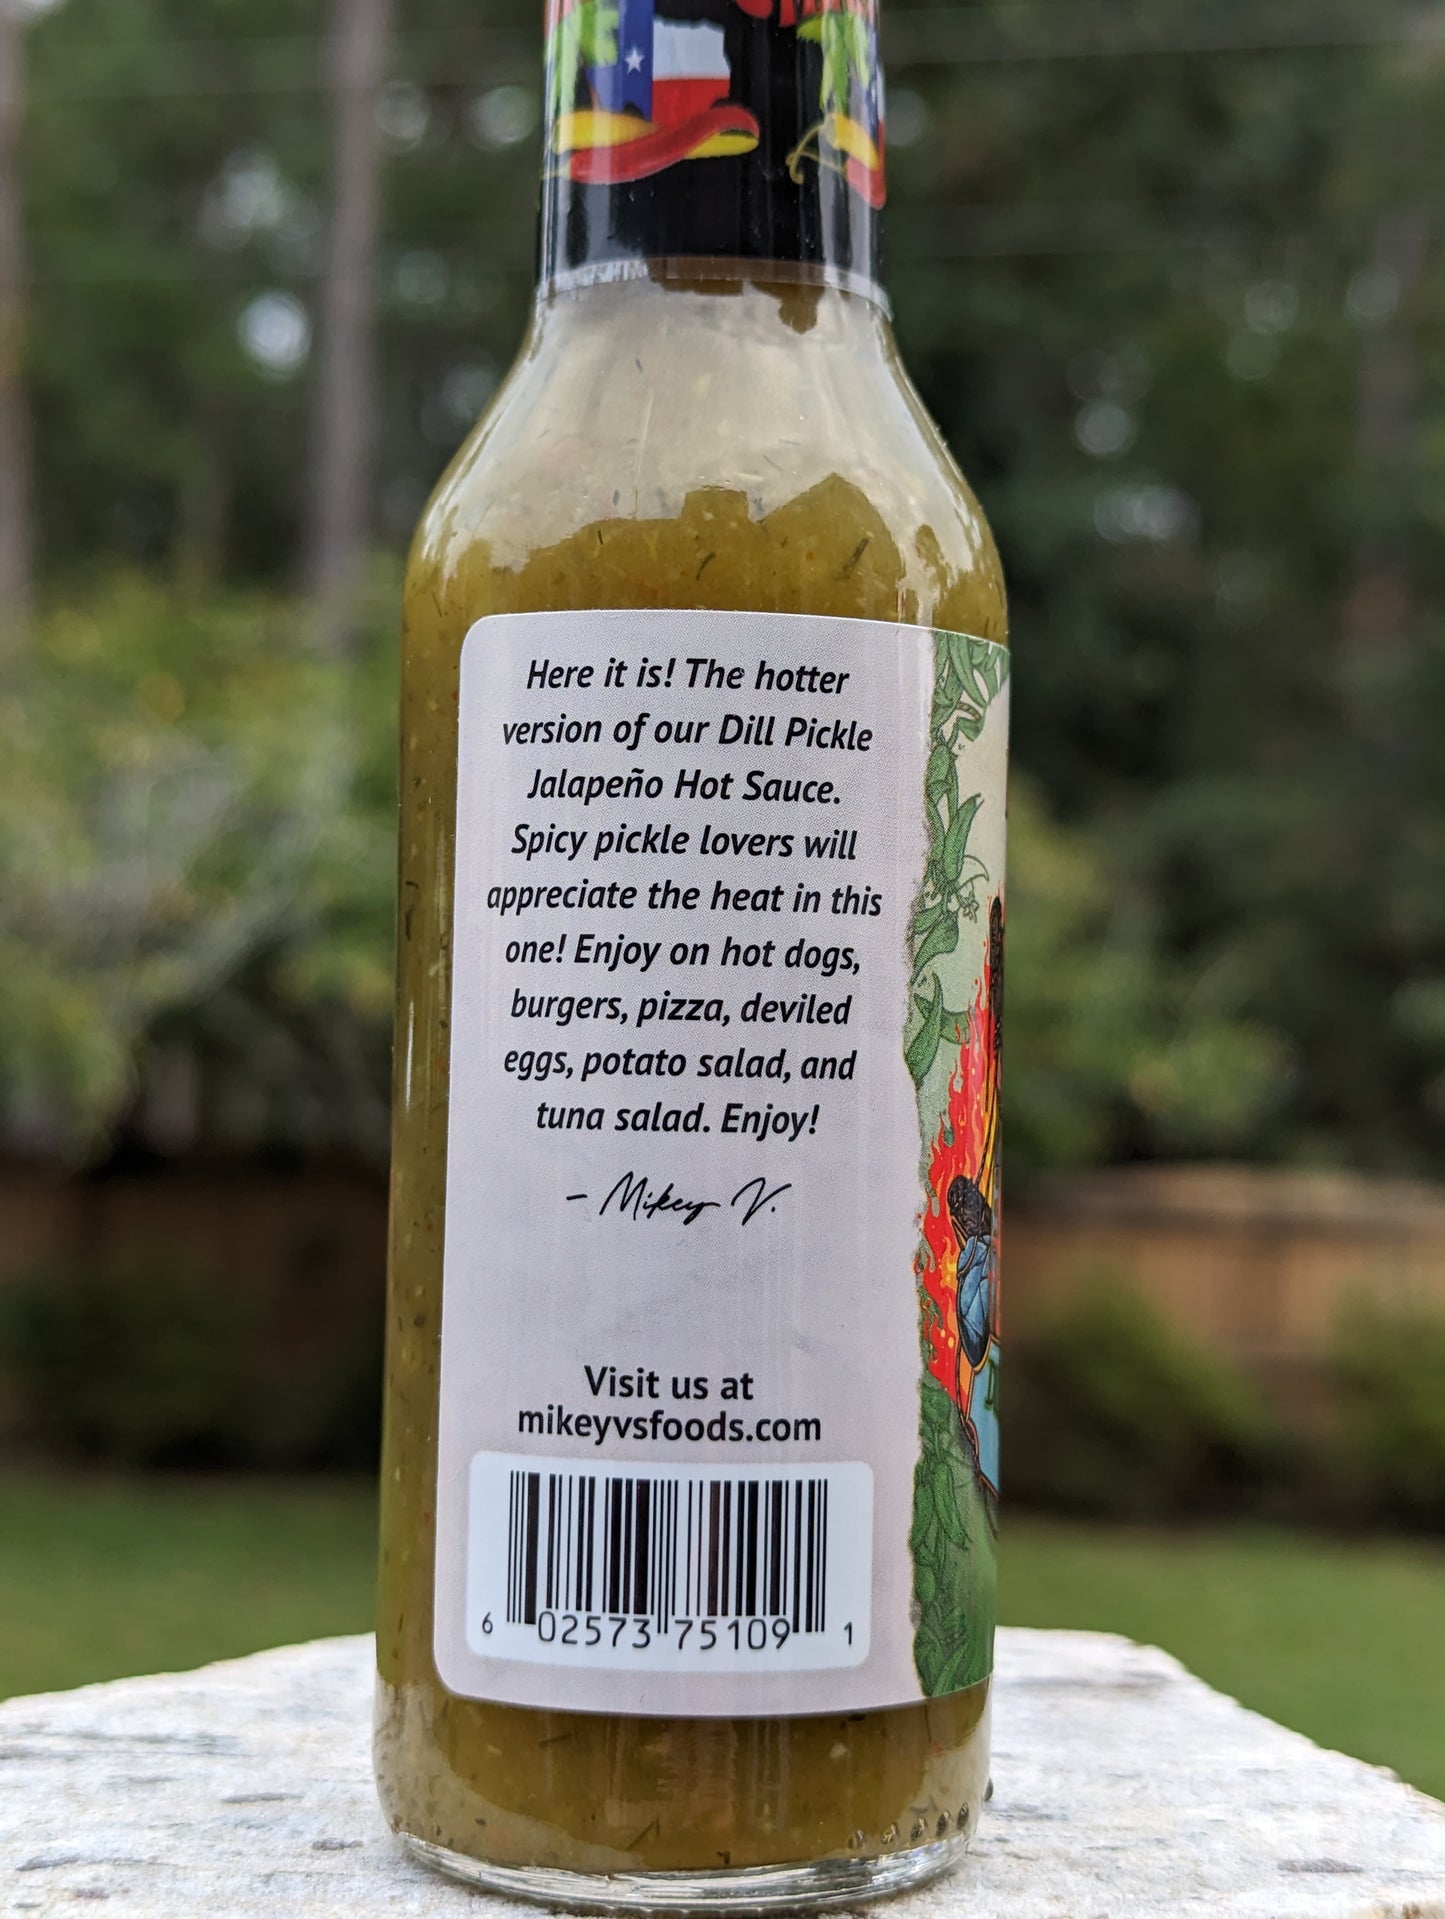 Here it is! The hotter
version of our Dill Pickle
Jalapeño Hot Sauce.
Spicy pickle lovers will
appreciate the heat in this
one! Enjoy on hot dogs,
burgers, pizza, deviled
eggs, potato salad, and
tuna salad. Enjoy!
– Mikey V.
Visit us at
mikeyvsfoods.com
6 02573 75109 1